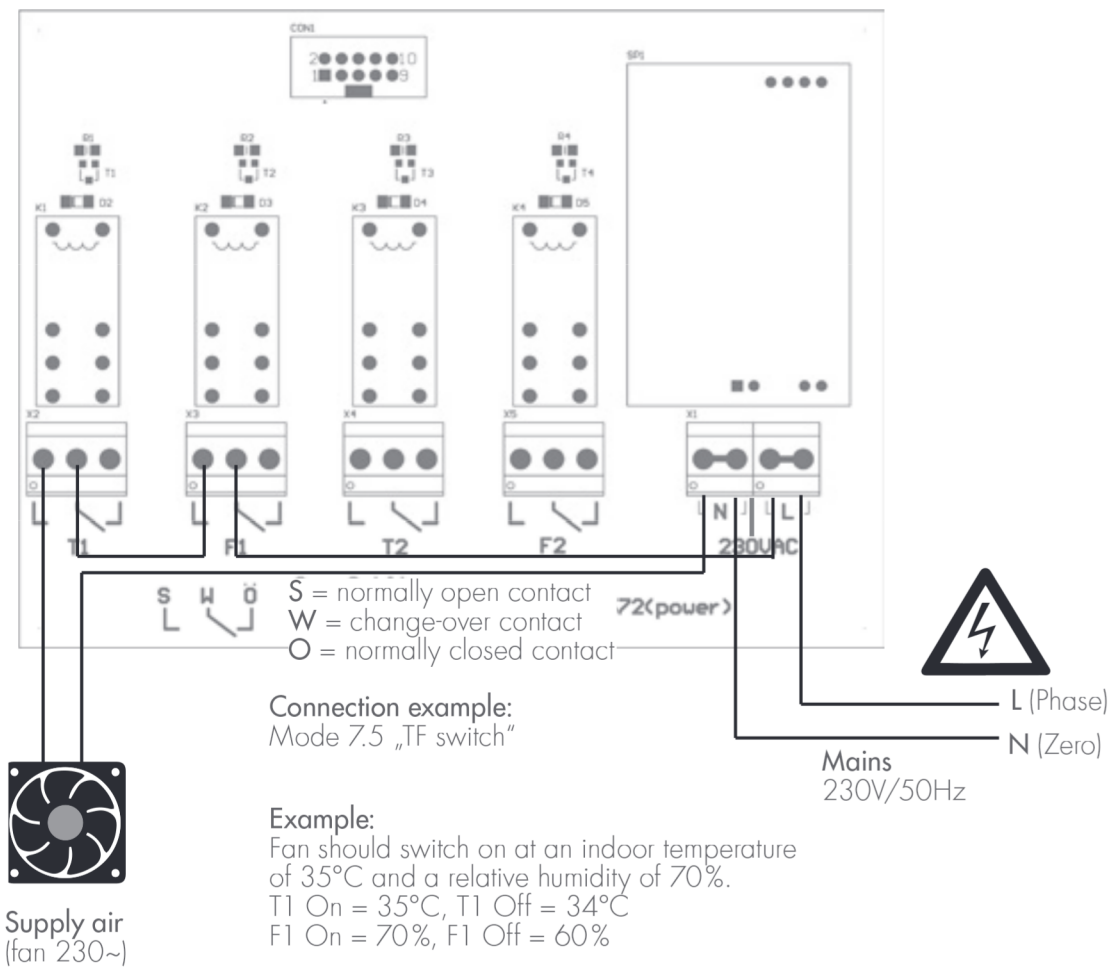 CON1
2 10
1 9
SP1
R1 R2 R3 R4
T1 T2 T3 T4
D2 D3 D4 D5
K1 K2 K3 K4
X2 X3 X4 X5 X1
N L
T1 F1 T2 F2 230VAC
S W Ö
S = normally open contact
W = change-over contact
O = normally closed contact
72(power)
L (Phase)
N (Zero)
Mains
230V/50Hz
Connection example:
Mode 7.5 „TF switch“
Example:
Fan should switch on at an indoor temperature
of 35°C and a relative humidity of 70%.
T1 On = 35°C, T1 Off = 34°C
F1 On = 70%, F1 Off = 60%
Supply air
(fan 230~)